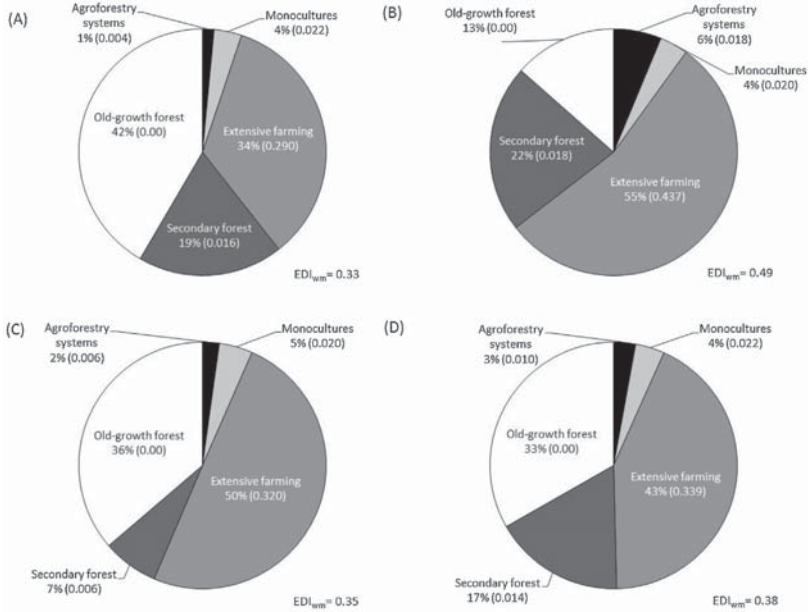 (A)
Agroforestry
systems
1% (0.004)
Monocultures
4% (0.022)
Old-growth forest
42% (0.00)
Extensive farming
34% (0.290)
Secondary forest
19% (0.016)
EDIwm= 0.33
(B)
Old-growth forest
13% (0.00)
Agroforestry
systems
6% (0.018)
Monocultures
4% (0.020)
Secondary forest
22% (0.018)
Extensive farming
55% (0.437)
EDIwm= 0.49
(C)
Agroforestry
systems
2% (0.006)
Monocultures
5% (0.020)
Old-growth forest
36% (0.00)
Extensive farming
50% (0.320)
Secondary forest
7% (0.006)
EDIwm= 0.35
(D)
Agroforestry
systems
3% (0.010)
Monocultures
4% (0.022)
Old-growth forest
33% (0.00)
Extensive farming
43% (0.339)
Secondary forest
17% (0.014)
EDIwm= 0.38